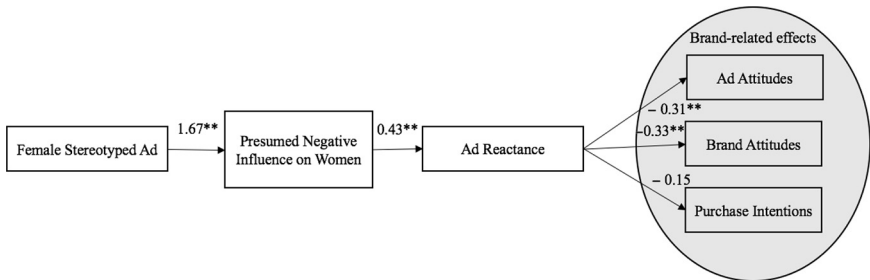 Brand-related effects
Ad Attitudes
– 0.31**
1.67**
0.43**
-0.33**
Female Stereotyped Ad
Presumed Negative
Influence on Women
Ad Reactance
Brand Attitudes
– 0.15
Purchase Intentions